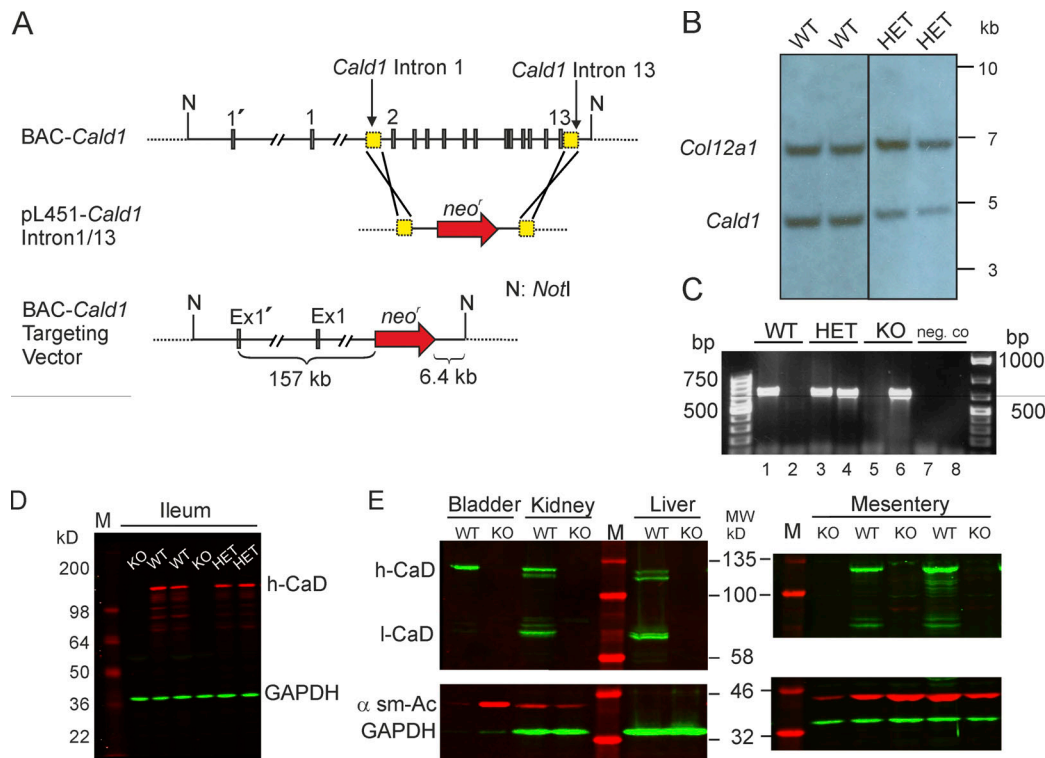 A
Cald1 Intron 1
Cald1 Intron 13
N
1´
1
2
13
N
BAC-Cald1
pL451-Cald1
Intron1/13
neoʳ
BAC-Cald1
Targeting
Vector
N
Ex1´
Ex1
neoʳ
N
N: NotI
157 kb
6.4 kb
B
WT
WT
HET
HET
kb
10
7
5
3
Col12a1
Cald1
C
bp
WT
HET
KO
neg. co
bp
750
500
1000
500
1 2 3 4 5 6 7 8
D
M
Ileum
kD
KO
WT
WT
KO
HET
HET
200
98
64
50
36
22
h-CaD
GAPDH
E
Bladder
Kidney
Liver
Mesentery
WT KO WT KO M WT KO
MW
kD
M KO WT KO WT KO
h-CaD
l-CaD
135
100
58
α sm-Ac
GAPDH
46
32